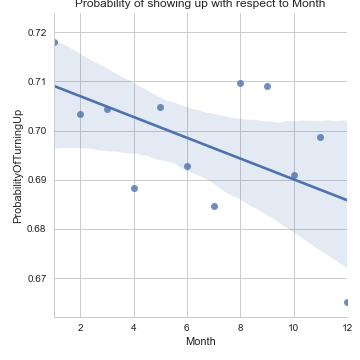 Probability of showing up with respect to Month
0.72
0.71
0.70
0.69
0.68
0.67
ProbabilityOfTurningUp
2 4 6 8 10 12
Month